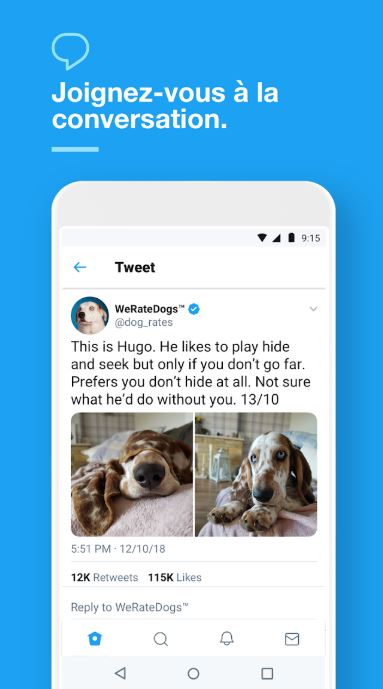 Joignez-vous à la
conversation.
9:15
Tweet
WeRateDogs™
@dog_rates
This is Hugo. He likes to play hide
and seek but only if you don't go far.
Prefers you don't hide at all. Not sure
what he'd do without you. 13/10
5:51 PM · 12/10/18
12K Retweets 115K Likes
Reply to WeRateDogs™